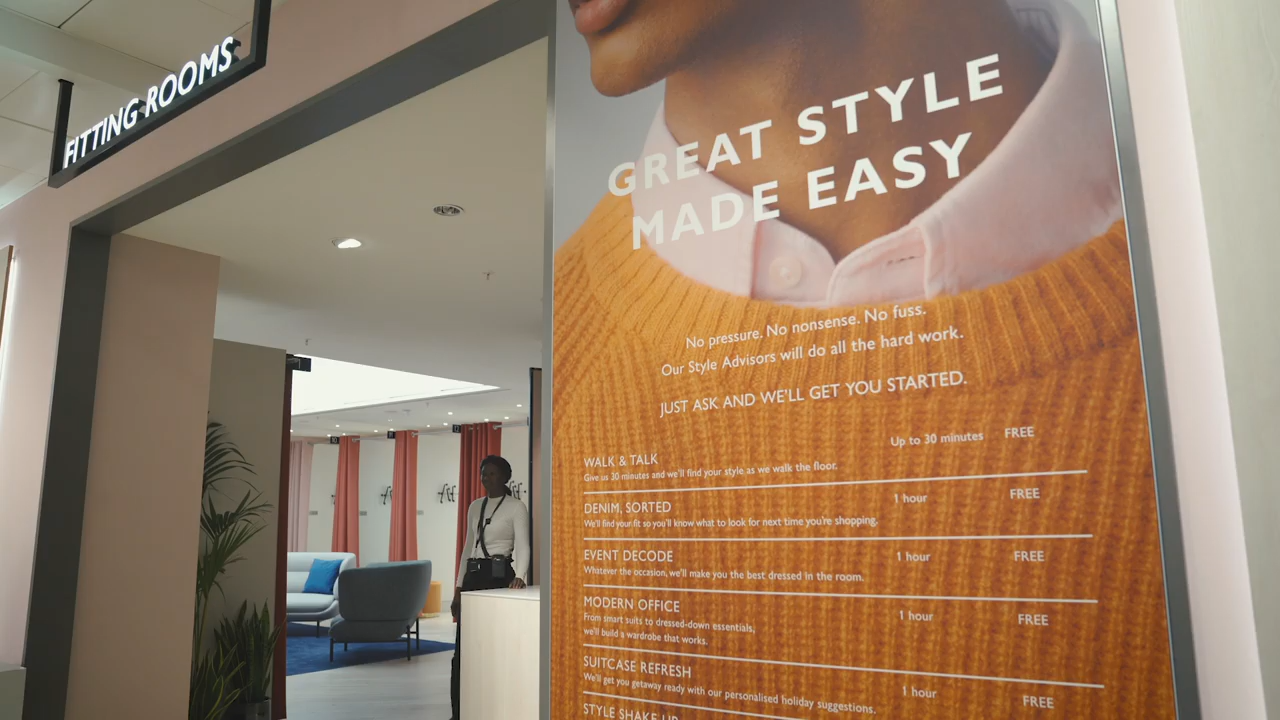 FITTING ROOMS
GREAT STYLE
MADE EASY
No pressure. No nonsense. No fuss.
Our Style Advisors will do all the hard work.
JUST ASK AND WE'LL GET YOU STARTED.
Up to 30 minutes FREE
WALK & TALK
Give us 30 minutes and we'll find your style as we walk the floor.
DENIM, SORTED 1 hour FREE
We'll find your fit so you'll know what to look for next time you're shopping.
EVENT DECODE 1 hour FREE
Whatever the occasion, we'll make you the best dressed in the room.
MODERN OFFICE 1 hour FREE
From smart suits to dressed-down essentials,
we'll build a wardrobe that works.
SUITCASE REFRESH 1 hour FREE
We'll get you getaway ready with our personalised holiday suggestions.
STYLE SHAKE UP